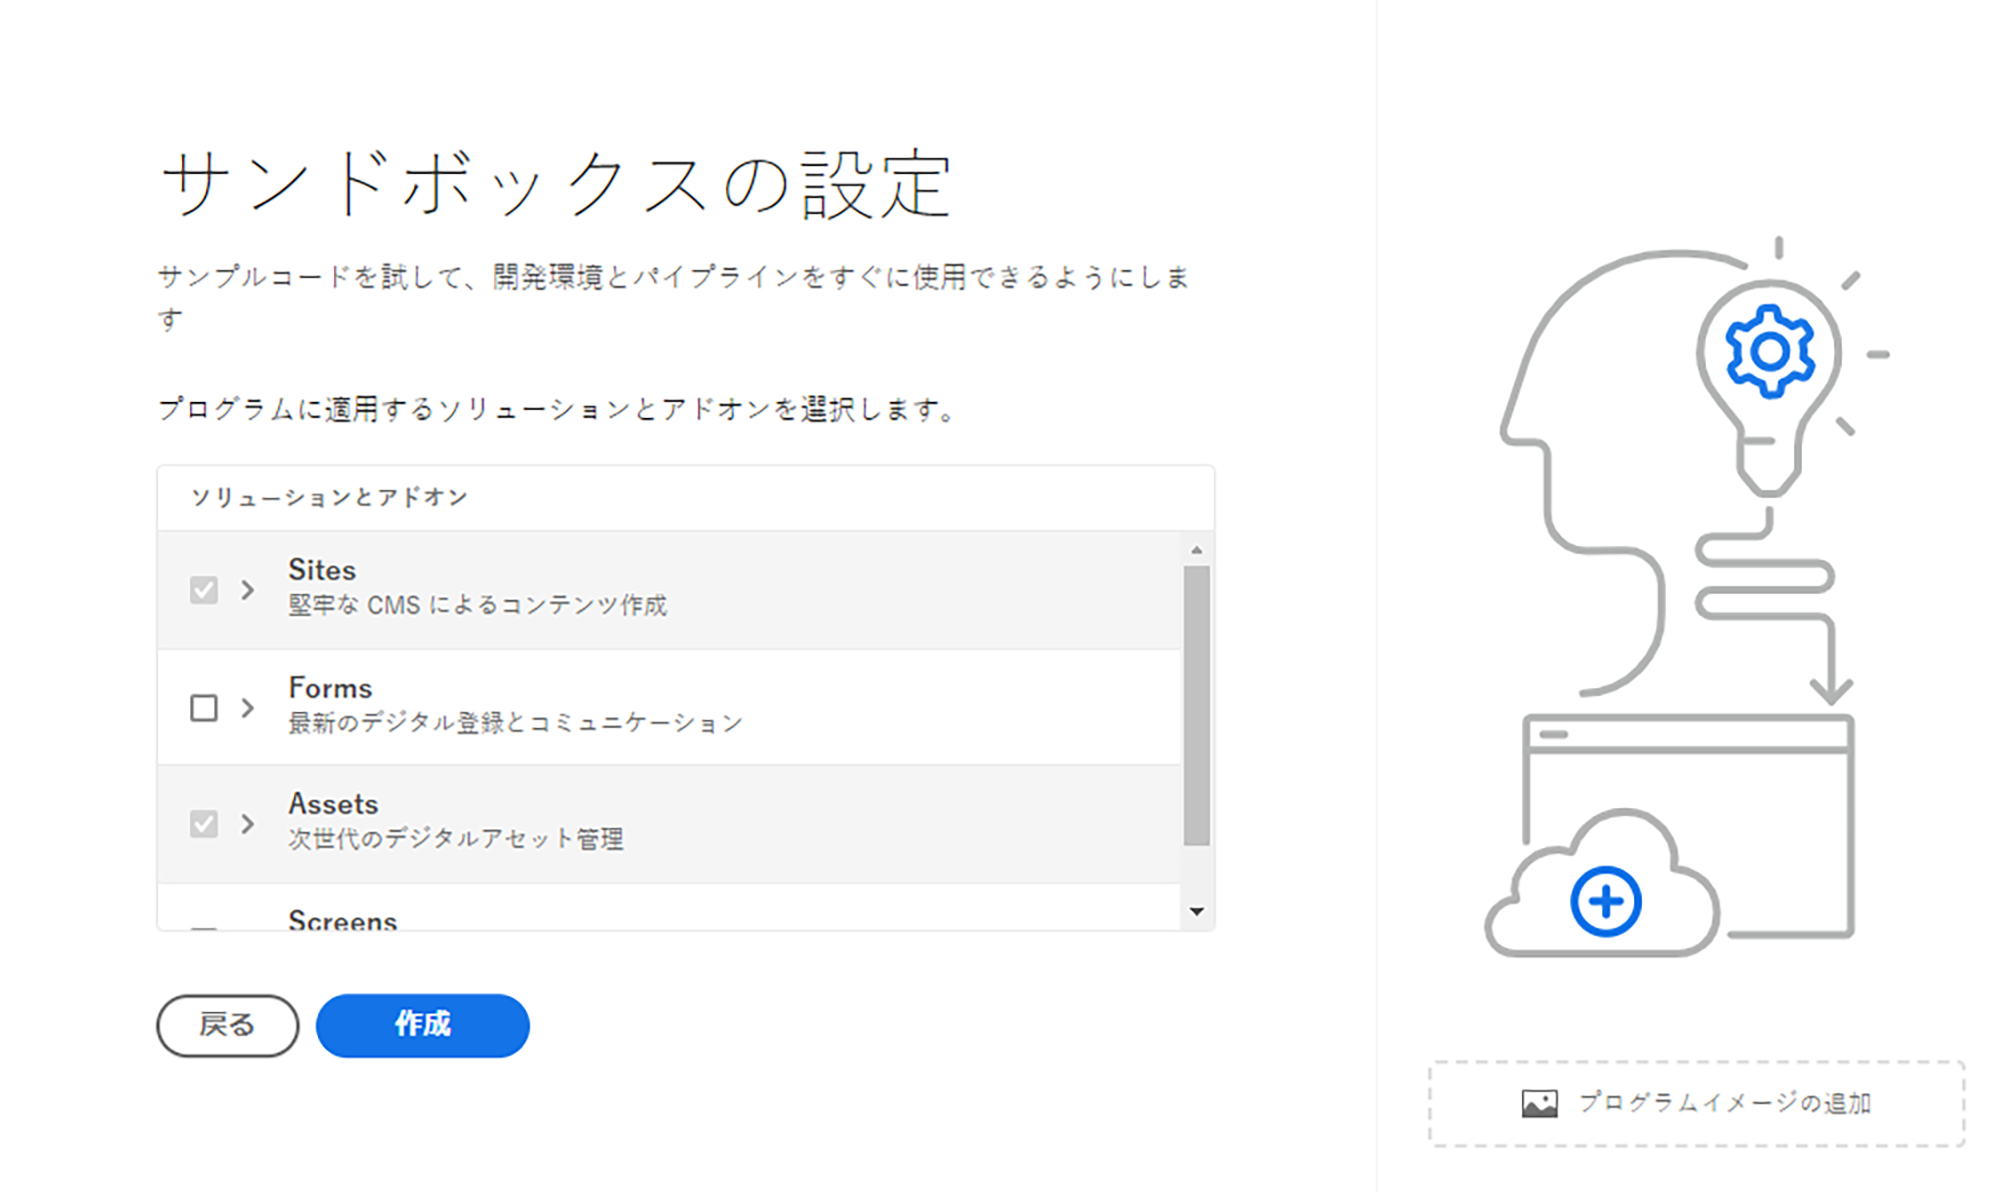 サンドボックスの設定
サンプルコードを試して、開発環境とパイプラインをすぐに使用できるようにしま
す
プログラムに適用するソリューションとアドオンを選択します。
ソリューションとアドオン
Sites
堅牢な CMS によるコンテンツ作成
Forms
最新のデジタル登録とコミュニケーション
Assets
次世代のデジタルアセット管理
Screens
戻る
作成
プログラムイメージの追加